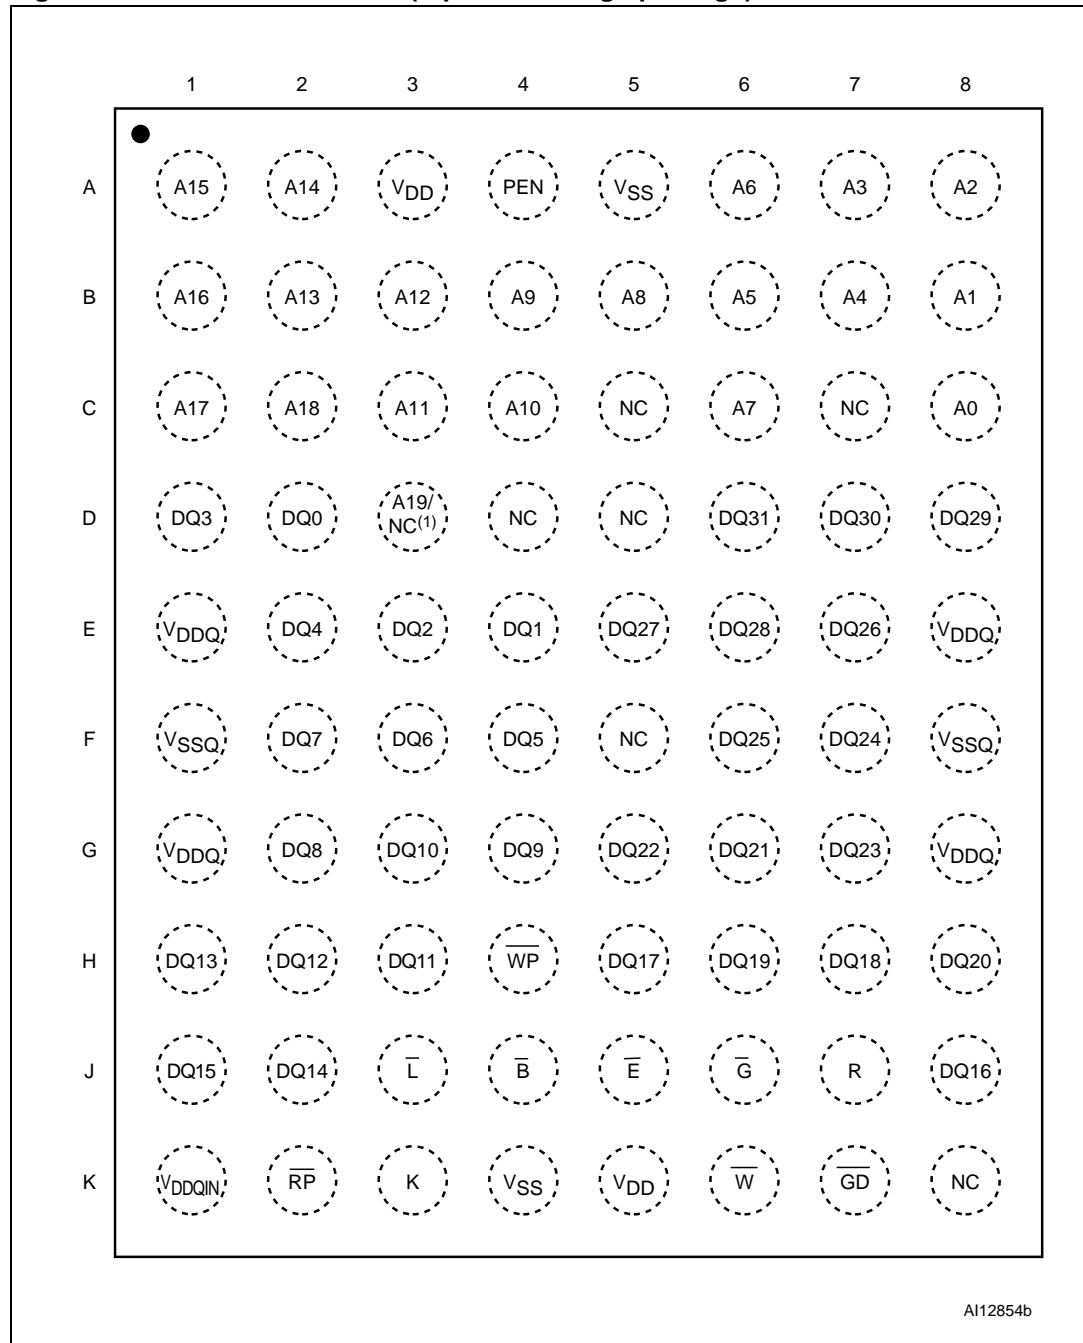 1 2 3 4 5 6 7 8
A A15 A14 VDD PEN VSS A6 A3 A2
B A16 A13 A12 A9 A8 A5 A4 A1
C A17 A18 A11 A10 NC A7 NC A0
D DQ3 DQ0 A19/NC(1) NC NC DQ31 DQ30 DQ29
E VDDQ DQ4 DQ2 DQ1 DQ27 DQ28 DQ26 VDDQ
F VSSQ DQ7 DQ6 DQ5 NC DQ25 DQ24 VSSQ
G VDDQ DQ8 DQ10 DQ9 DQ22 DQ21 DQ23 VDDQ
H DQ13 DQ12 DQ11 W̅P̅ DQ17 DQ19 DQ18 DQ20
J DQ15 DQ14 L̅ B̅ E̅ G̅ R DQ16
K VDDQIN R̅P̅ K VSS VDD W̅ G̅D̅ NC
AI12854b